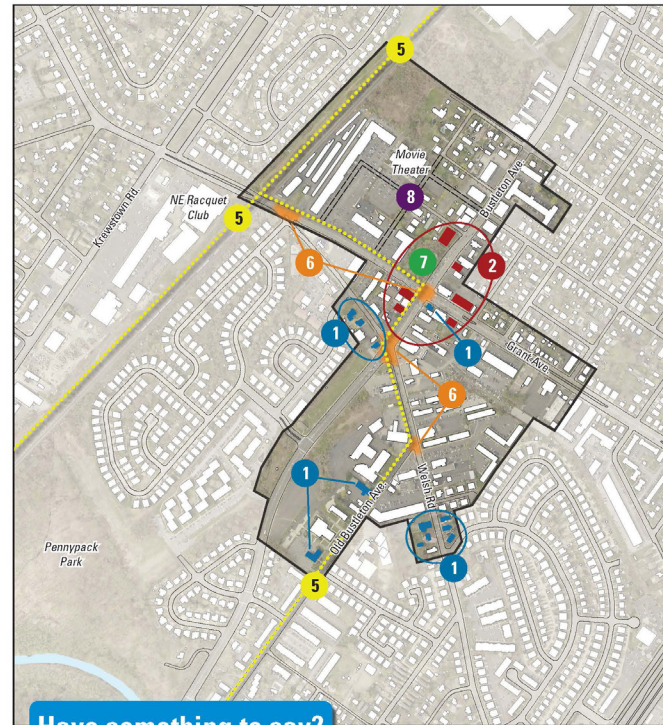 5
Movie
Theater
Bustleton Ave.
Krewstown Rd.
NE Racquet
Club
5
8
7
2
6
1
1
Grant Ave.
6
1
Welsh Rd.
Old Bustleton Ave.
Pennypack
Park
1
5
Have something to say?